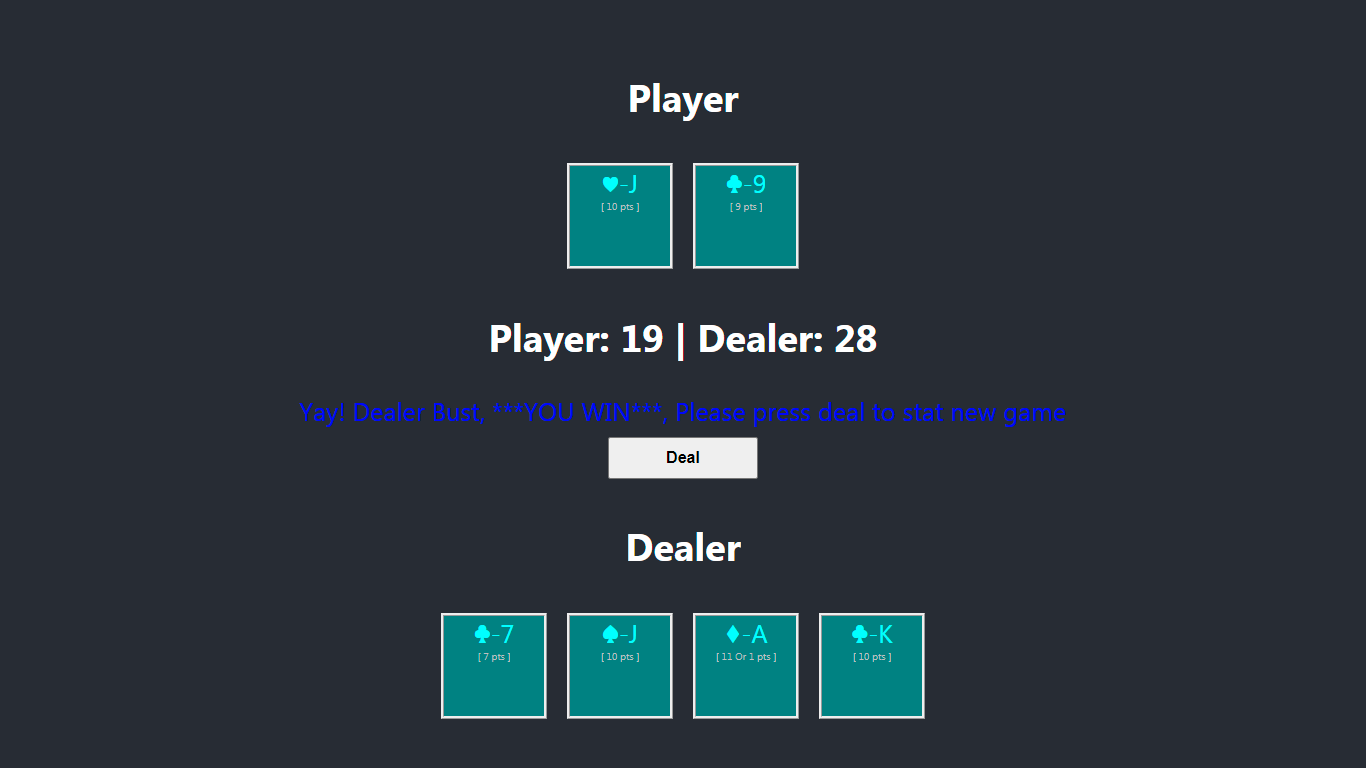 Player
♥-J ♣-9
[ 10 pts ] [ 9 pts ]
Player: 19 | Dealer: 28
Yay! Dealer Bust, ***YOU WIN***, Please press deal to stat new game
Deal
Dealer
♣-7 ♠-J ♦-A ♣-K
[ 7 pts ] [ 10 pts ] [ 11 Or 1 pts ] [ 10 pts ]